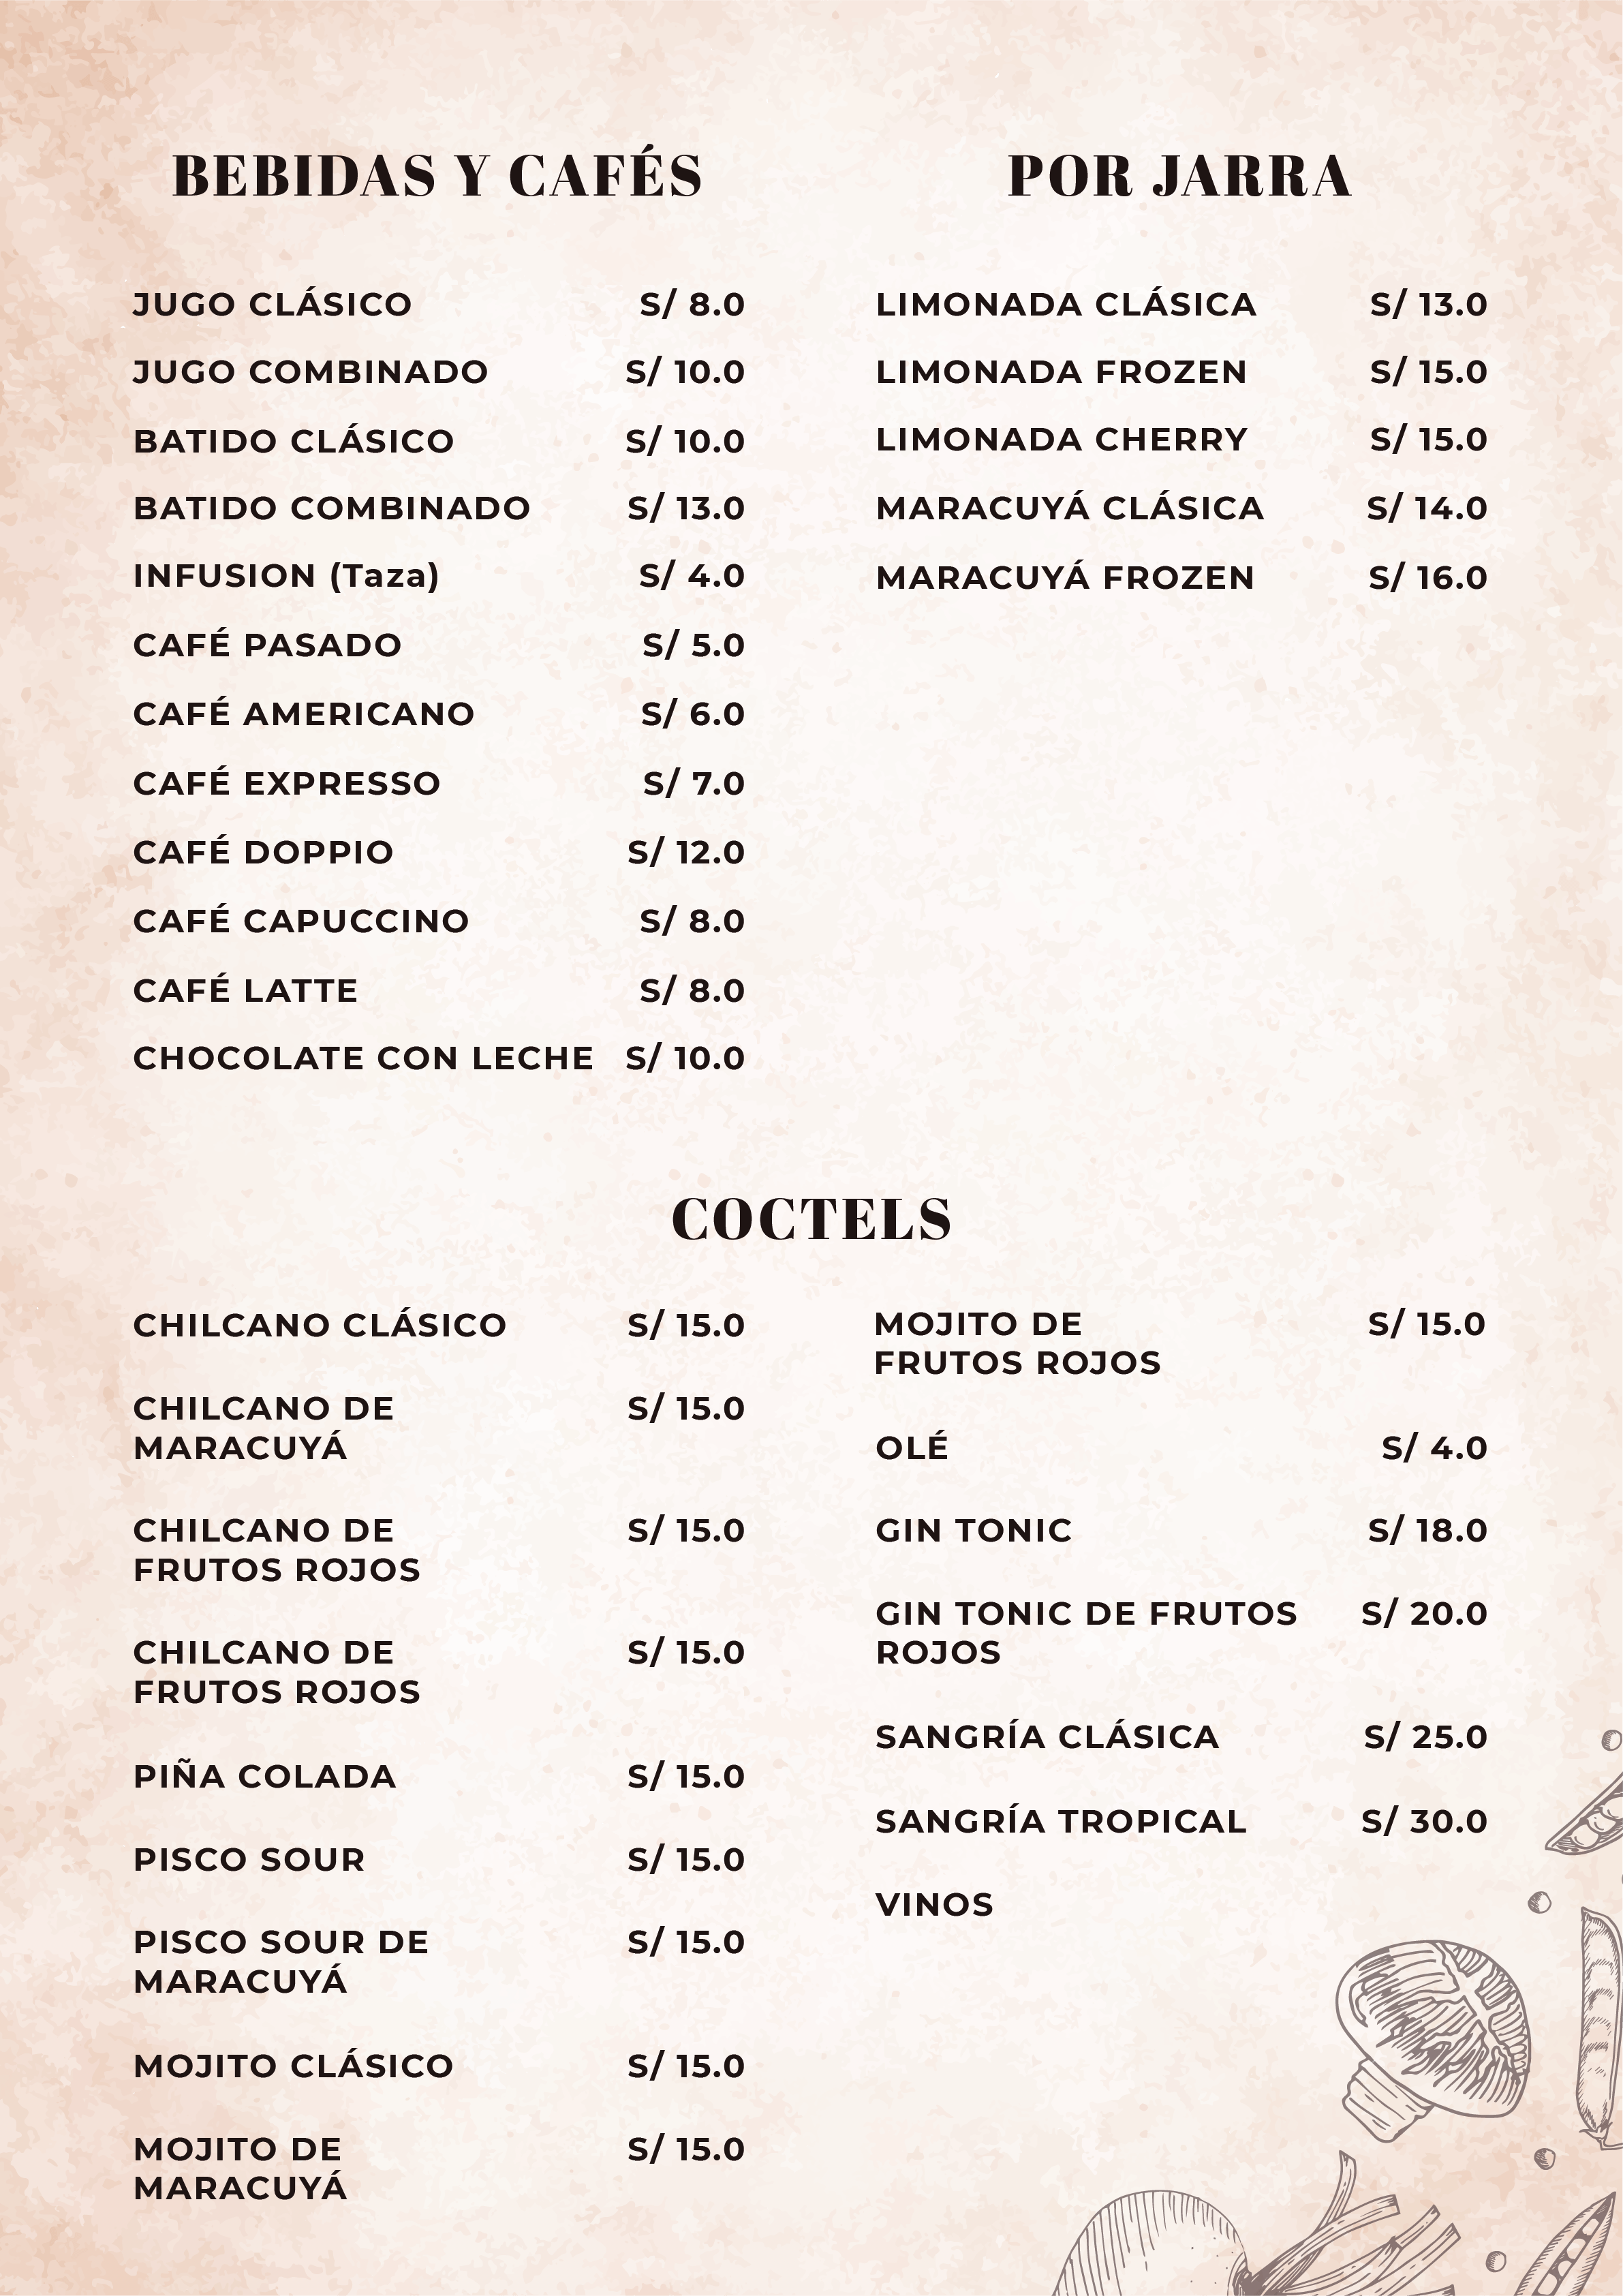 BEBIDAS Y CAFÉS
JUGO CLÁSICO S/ 8.0
JUGO COMBINADO S/ 10.0
BATIDO CLÁSICO S/ 10.0
BATIDO COMBINADO S/ 13.0
INFUSION (Taza) S/ 4.0
CAFÉ PASADO S/ 5.0
CAFÉ AMERICANO S/ 6.0
CAFÉ EXPRESSO S/ 7.0
CAFÉ DOPPIO S/ 12.0
CAFÉ CAPUCCINO S/ 8.0
CAFÉ LATTE S/ 8.0
CHOCOLATE CON LECHE S/ 10.0
POR JARRA
LIMONADA CLÁSICA S/ 13.0
LIMONADA FROZEN S/ 15.0
LIMONADA CHERRY S/ 15.0
MARACUYÁ CLÁSICA S/ 14.0
MARACUYÁ FROZEN S/ 16.0
COCTELS
CHILCANO CLÁSICO S/ 15.0
CHILCANO DE S/ 15.0
MARACUYÁ
CHILCANO DE S/ 15.0
FRUTOS ROJOS
CHILCANO DE S/ 15.0
FRUTOS ROJOS
PIÑA COLADA S/ 15.0
PISCO SOUR S/ 15.0
PISCO SOUR DE S/ 15.0
MARACUYÁ
MOJITO CLÁSICO S/ 15.0
MOJITO DE S/ 15.0
MARACUYÁ
MOJITO DE S/ 15.0
FRUTOS ROJOS
OLÉ S/ 4.0
GIN TONIC S/ 18.0
GIN TONIC DE FRUTOS S/ 20.0
ROJOS
SANGRÍA CLÁSICA S/ 25.0
SANGRÍA TROPICAL S/ 30.0
VINOS